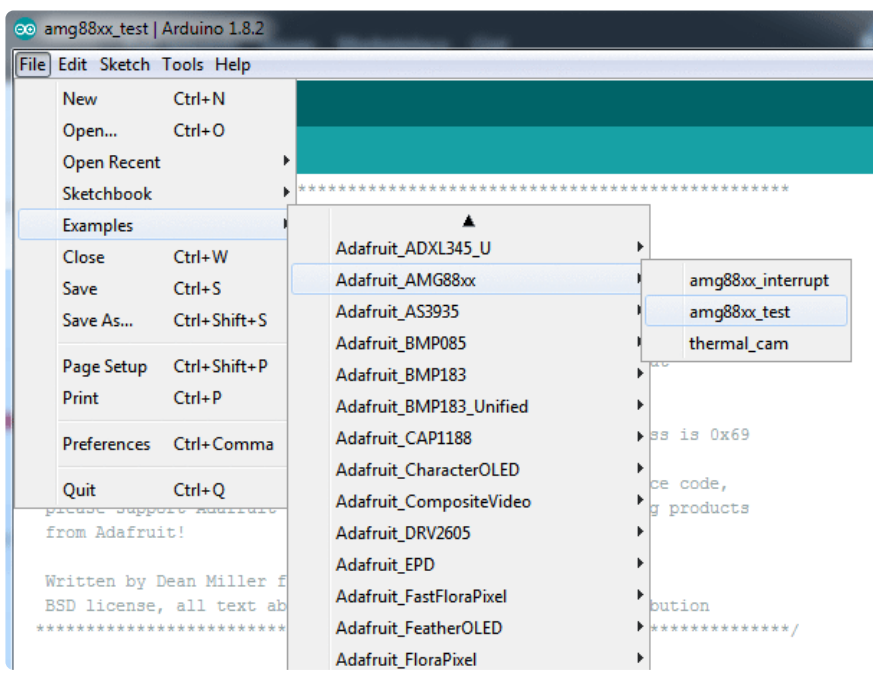 amg88xx_test | Arduino 1.8.2
File Edit Sketch Tools Help
New Ctrl+N
Open... Ctrl+O
Open Recent
Sketchbook
Examples
Close Ctrl+W
Save Ctrl+S
Save As... Ctrl+Shift+S
Page Setup Ctrl+Shift+P
Print Ctrl+P
Preferences Ctrl+Comma
Quit Ctrl+Q
Adafruit_ADXL345_U
Adafruit_AMG88xx
Adafruit_AS3935
Adafruit_BMP085
Adafruit_BMP183
Adafruit_BMP183_Unified
Adafruit_CAP1188
Adafruit_CharacterOLED
Adafruit_CompositeVideo
Adafruit_DRV2605
Adafruit_EPD
Adafruit_FastFloraPixel
Adafruit_FeatherOLED
Adafruit_FloraPixel
amg88xx_interrupt
amg88xx_test
thermal_cam
************************************************
ss is 0x69
ce code,
please support Adafruit
g products
from Adafruit!
Written by Dean Miller f
BSD license, all text ab
bution
*************************
**************/